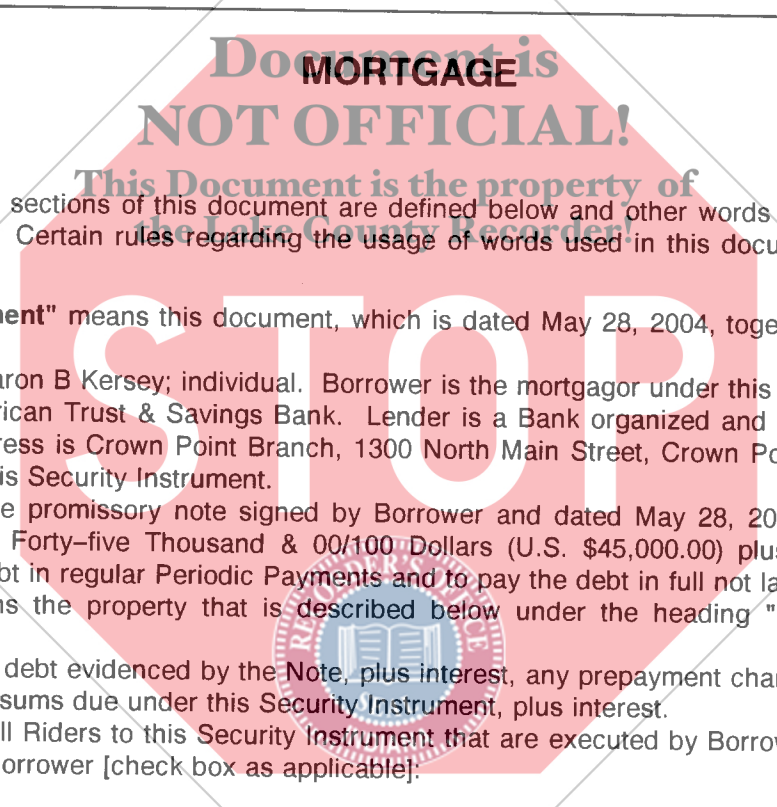 Document is
MORTGAGE
NOT OFFICIAL!
This Document is the property of
the Lake County Recorder!
sections of this document are defined below and other words
Certain rules regarding the usage of words used in this docu
ent" means this document, which is dated May 28, 2004, toge
STOP
aron B Kersey; individual. Borrower is the mortgagor under this
rican Trust & Savings Bank. Lender is a Bank organized and
ress is Crown Point Branch, 1300 North Main Street, Crown Po
is Security Instrument.
e promissory note signed by Borrower and dated May 28, 20
Forty–five Thousand & 00/100 Dollars (U.S. $45,000.00) plus
bt in regular Periodic Payments and to pay the debt in full not la
ns the property that is described below under the heading "
RECORDER'S OFFICE
debt evidenced by the Note, plus interest, any prepayment char
sums due under this Security Instrument, plus interest.
ll Riders to this Security Instrument that are executed by Borrow
orrower [check box as applicable]: